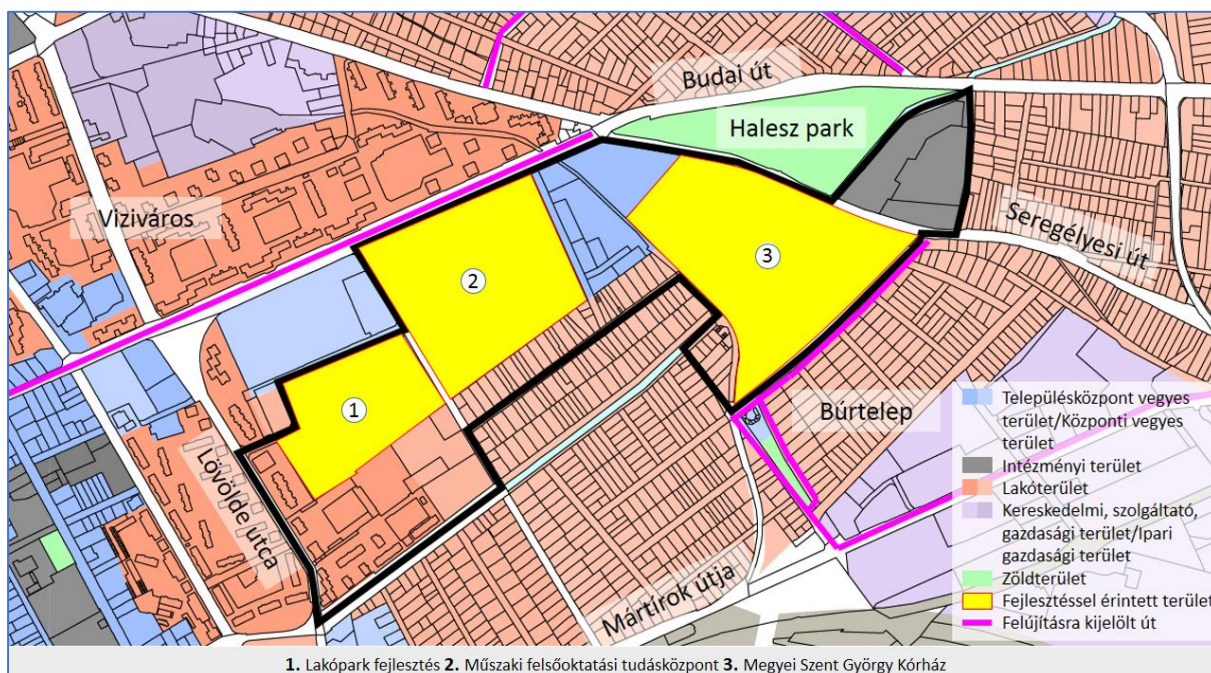 Budai út
Halesz park
Víziváros
Seregélyesi út
2
3
1
Búrtelep
Lövölde utca
Mártírok útja
Településközpont vegyes
terület/Központi vegyes
terület
Intézményi terület
Lakóterület
Kereskedelmi, szolgáltató,
gazdasági terület/Ipari
gazdasági terület
Zöldterület
Fejlesztéssel érintett terület
Felújításra kijelölt út
1. Lakópark fejlesztés 2. Műszaki felsőoktatási tudásközpont 3. Megyei Szent György Kórház